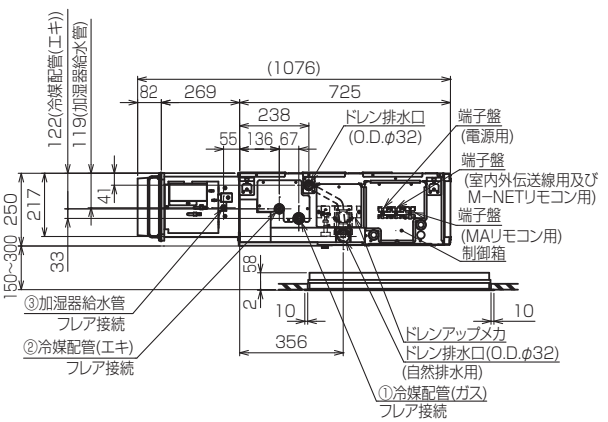 (1076)
82
269
725
238
55
136
67
122(冷媒配管(エキ))
119(加湿器給水管)
ドレン排水口
(O.D.φ32)
端子盤
(電源用)
端子盤
(室内外伝送線用及び
M-NETリモコン用)
端子盤
(MAリモコン用)
制御箱
250
217
41
33
150~300
58
2
10
10
③加湿器給水管
フレア接続
②冷媒配管(エキ)
フレア接続
356
ドレンアップメカ
ドレン排水口(O.D.φ32)
(自然排水用)
①冷媒配管(ガス)
フレア接続